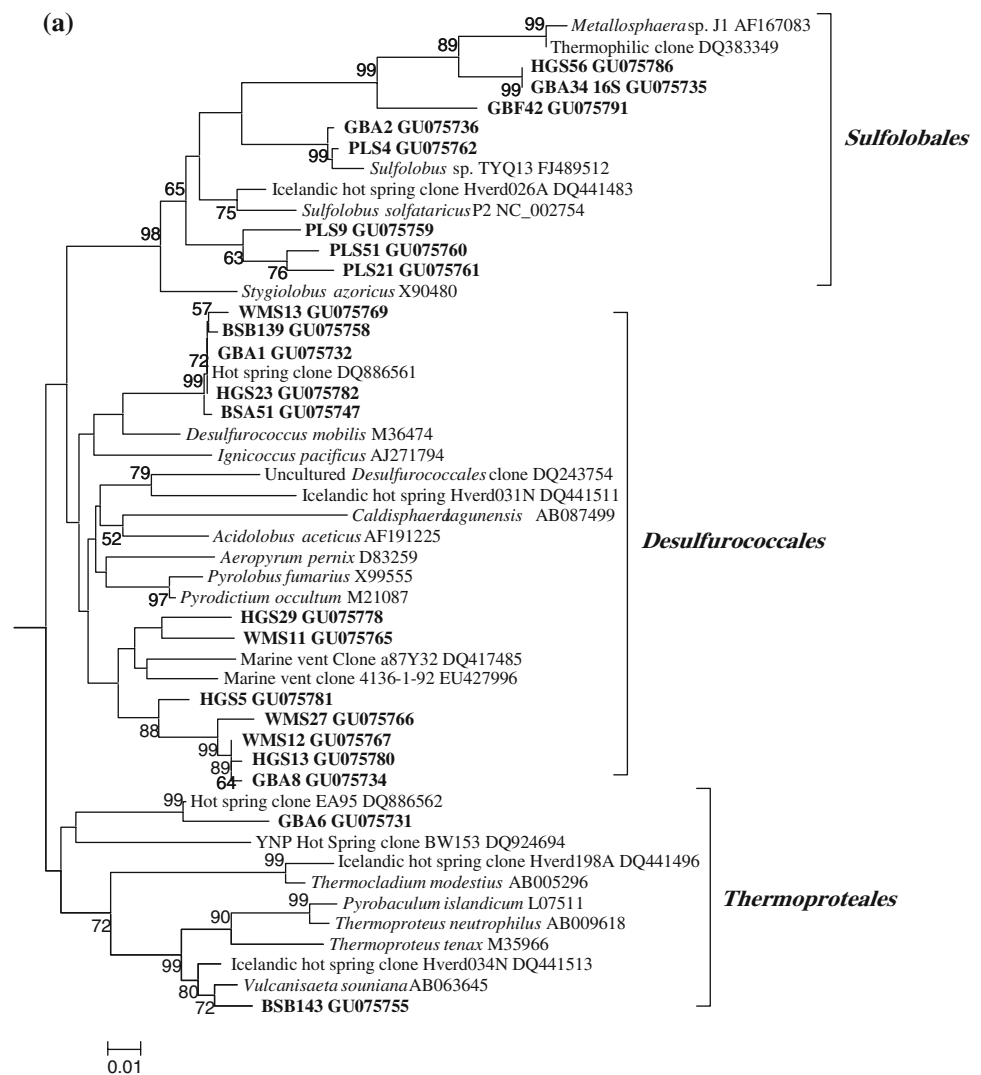 (a)
99
Metallosphaera sp. J1 AF167083
89
Thermophilic clone DQ383349
99
HGS56 GU075786
99
GBA34 16S GU075735
GBF42 GU075791
Sulfolobales
GBA2 GU075736
PLS4 GU075762
99
Sulfolobus sp. TYQ13 FJ489512
65
Icelandic hot spring clone Hverd026A DQ441483
75
Sulfolobus solfataricus P2 NC_002754
98
PLS9 GU075759
63
PLS51 GU075760
76
PLS21 GU075761
Stygiolobus azoricus X90480
57
WMS13 GU075769
BSB139 GU075758
72
GBA1 GU075732
99
Hot spring clone DQ886561
HGS23 GU075782
BSA51 GU075747
Desulfurococcus mobilis M36474
Ignicoccus pacificus AJ271794
79
Uncultured Desulfurococcales clone DQ243754
Icelandic hot spring Hverd031N DQ441511
Caldisphaera lagunensis AB087499
52
Acidolobus aceticus AF191225
Desulfurococcales
Aeropyrum pernix D83259
Pyrolobus fumarius X99555
97
Pyrodictium occultum M21087
HGS29 GU075778
WMS11 GU075765
Marine vent Clone a87Y32 DQ417485
Marine vent clone 4136-1-92 EU427996
HGS5 GU075781
88
WMS27 GU075766
99
WMS12 GU075767
89
HGS13 GU075780
64
GBA8 GU075734
99
Hot spring clone EA95 DQ886562
GBA6 GU075731
YNP Hot Spring clone BW153 DQ924694
99
Icelandic hot spring clone Hverd198A DQ441496
Thermocladium modestius AB005296
Thermoproteales
72
99
Pyrobaculum islandicum L07511
90
Thermoproteus neutrophilus AB009618
Thermoproteus tenax M35966
99
Icelandic hot spring clone Hverd034N DQ441513
80
Vulcanisaeta souniana AB063645
72
BSB143 GU075755
0.01